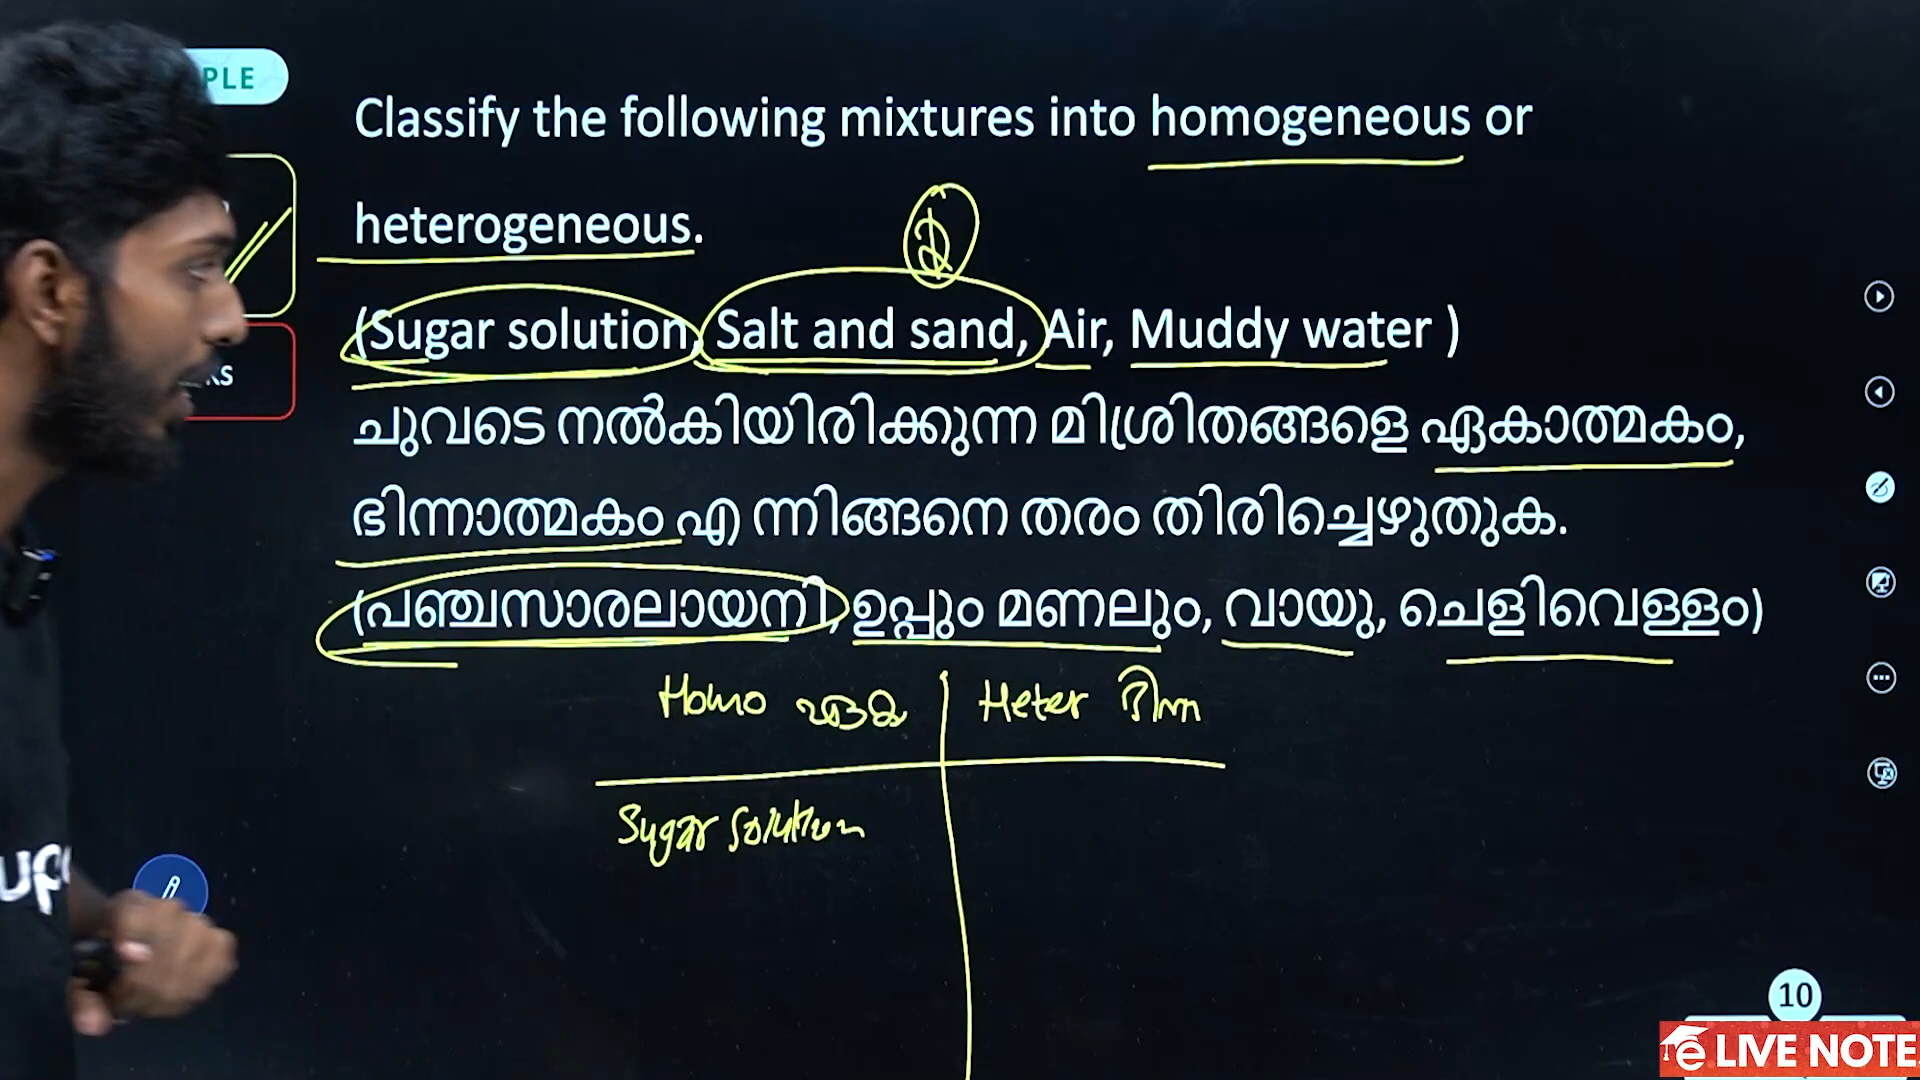 PLE
Classify the following mixtures into homogeneous or
heterogeneous.
(Sugar solution, Salt and sand, Air, Muddy water )
ചുവടെ നൽകിയിരിക്കുന്ന മിശ്രിതങ്ങളെ ഏകാത്മകം,
ഭിന്നാത്മകം എ ന്നിങ്ങനെ തരം തിരിച്ചെഴുതുക.
(പഞ്ചസാരലായനി, ഉപ്പും മണലും, വായു, ചെളിവെള്ളം)
Homo ഏക Heter ഭിന്ന
Sugar solution
up
10
LIVE NOTE